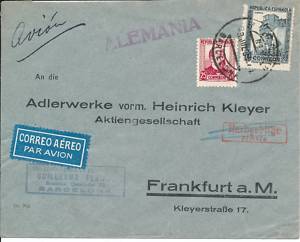 Avión
ALEMANIA
REPUBLICA ESPAÑOLA
CORREOS
An die
Adlerwerke vorm. Heinrich Kleyer
Aktiengesellschaft
CORREO AÉREO
PAR AVION
BARCELONA
Frankfurt a.M.
Kleyerstraße 17.